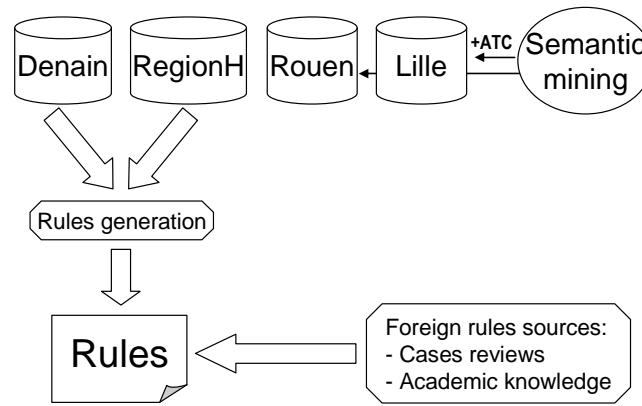 Denain
RegionH
Rouen
Lille
+ATC
Semantic
mining
Rules generation
Rules
Foreign rules sources:
- Cases reviews
- Academic knowledge